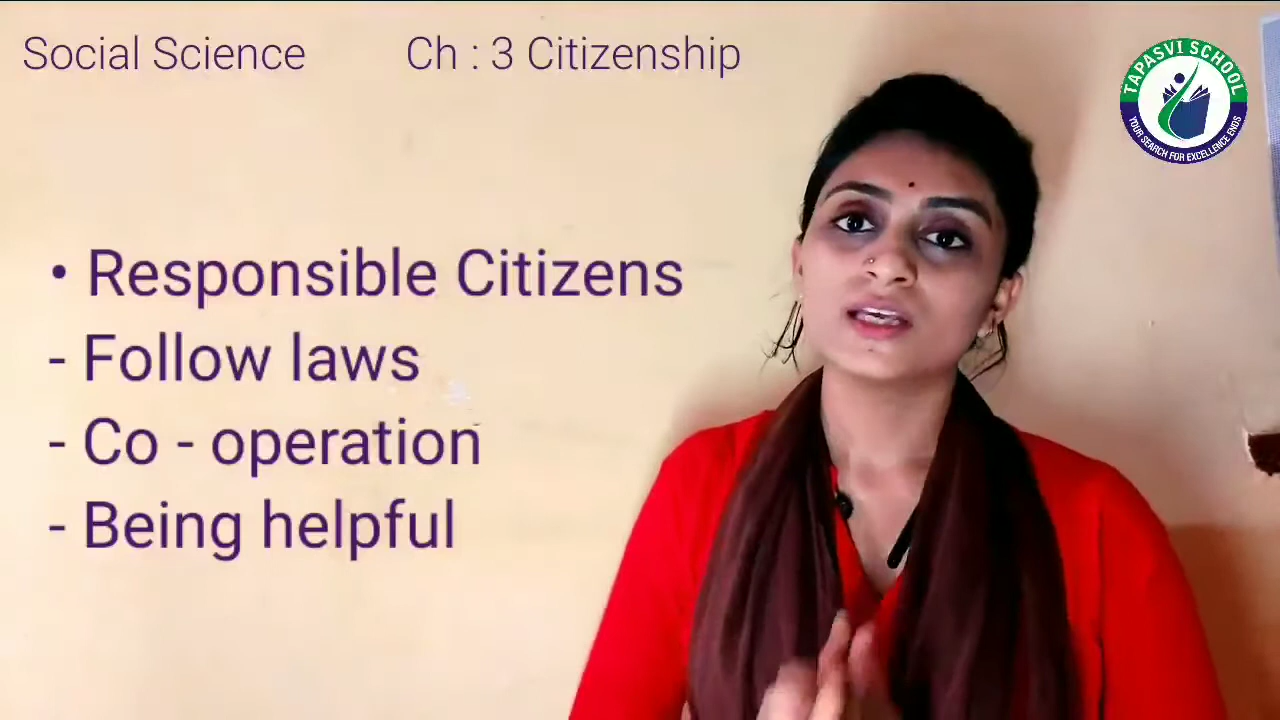 Social Science
Ch : 3 Citizenship
TAPASVI SCHOOL
YOUR SEARCH FOR EXCELLENCE ENDS
• Responsible Citizens
- Follow laws
- Co - operation
- Being helpful